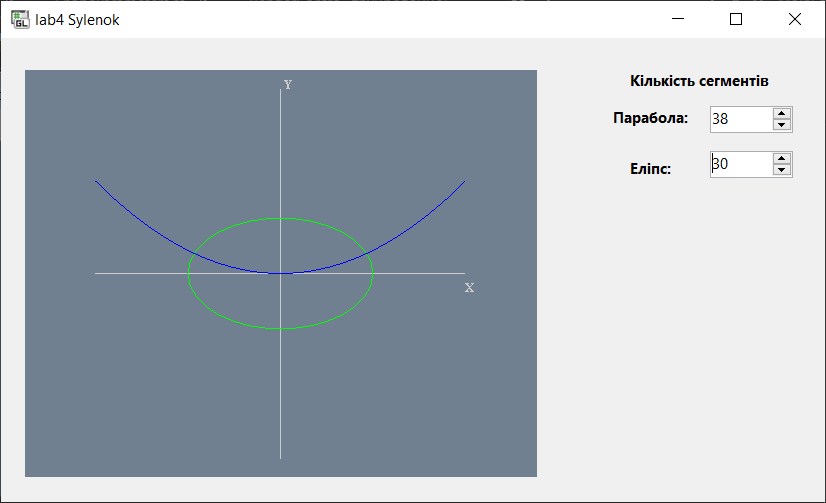 lab4 Sylenok
Y
X
Кількість сегментів
Парабола: 38
Еліпс: 30